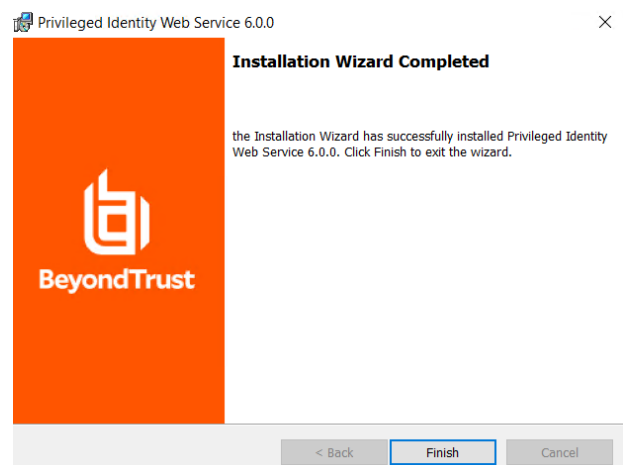 Privileged Identity Web Service 6.0.0
Installation Wizard Completed
the Installation Wizard has successfully installed Privileged Identity
Web Service 6.0.0. Click Finish to exit the wizard.
BeyondTrust
< Back
Finish
Cancel